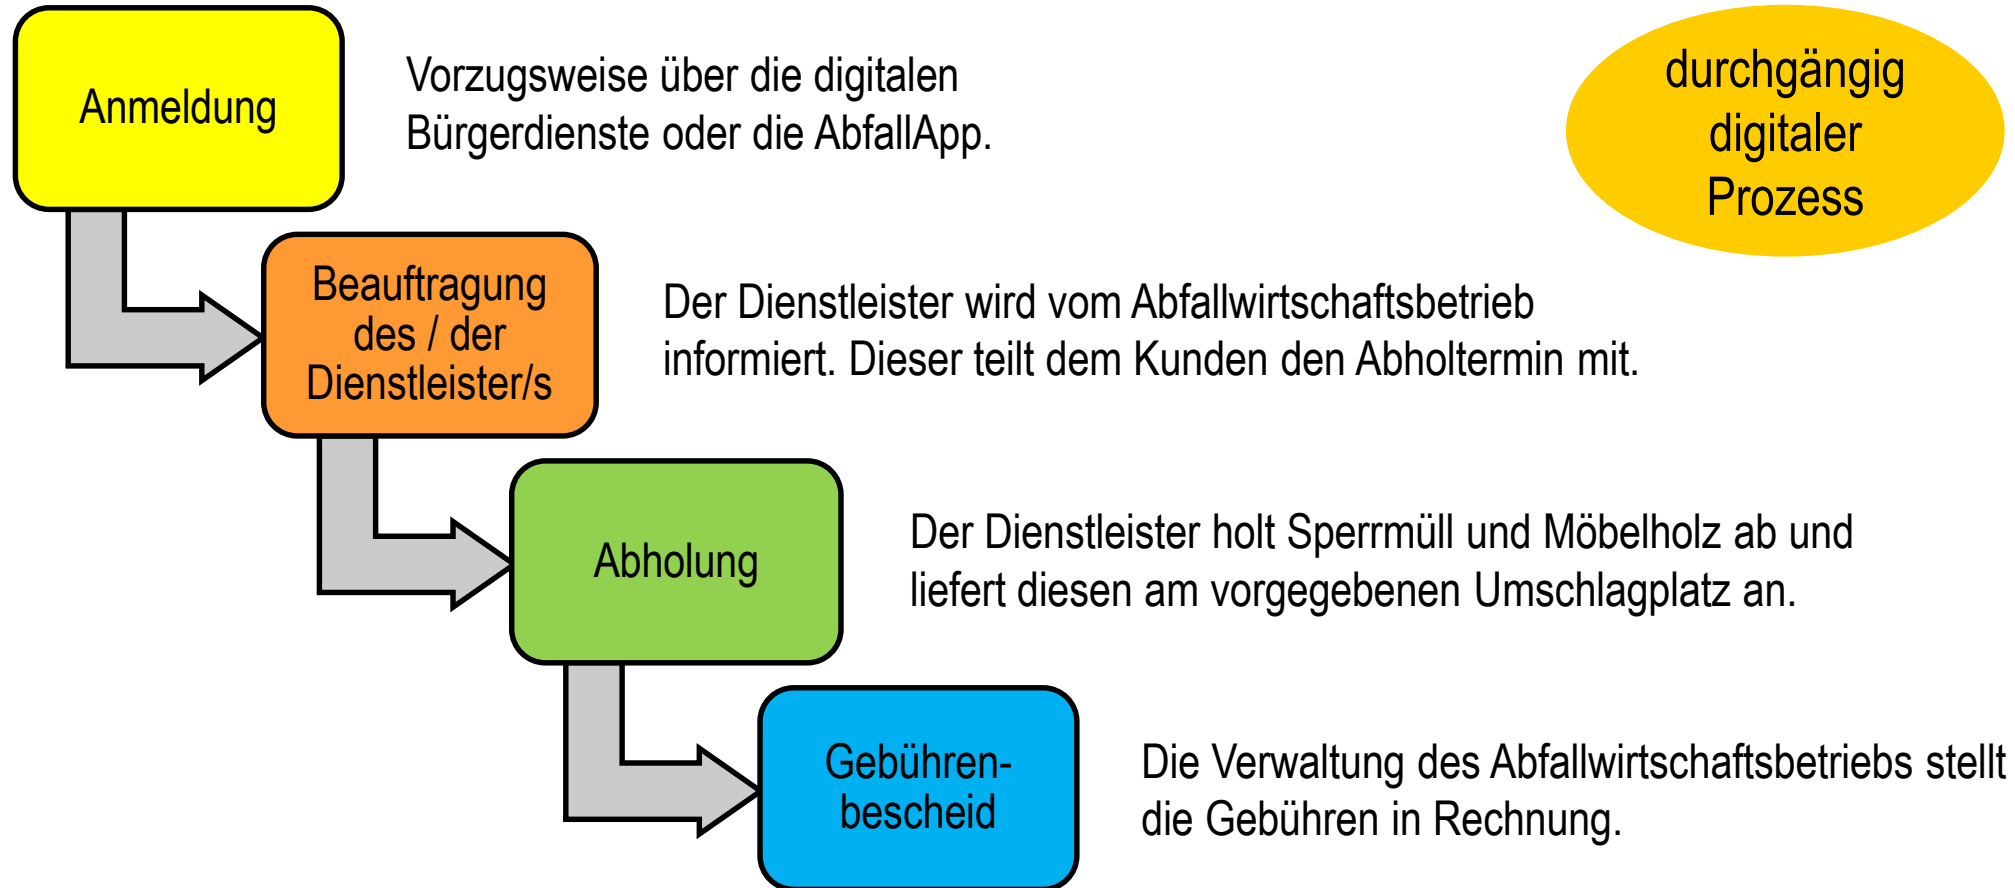 Anmeldung
Vorzugsweise über die digitalen
Bürgerdienste oder die AbfallApp.
durchgängig
digitaler
Prozess
Beauftragung
des / der
Dienstleister/s
Der Dienstleister wird vom Abfallwirtschaftsbetrieb
informiert. Dieser teilt dem Kunden den Abholtermin mit.
Abholung
Der Dienstleister holt Sperrmüll und Möbelholz ab und
liefert diesen am vorgegebenen Umschlagplatz an.
Gebühren-
bescheid
Die Verwaltung des Abfallwirtschaftsbetriebs stellt
die Gebühren in Rechnung.